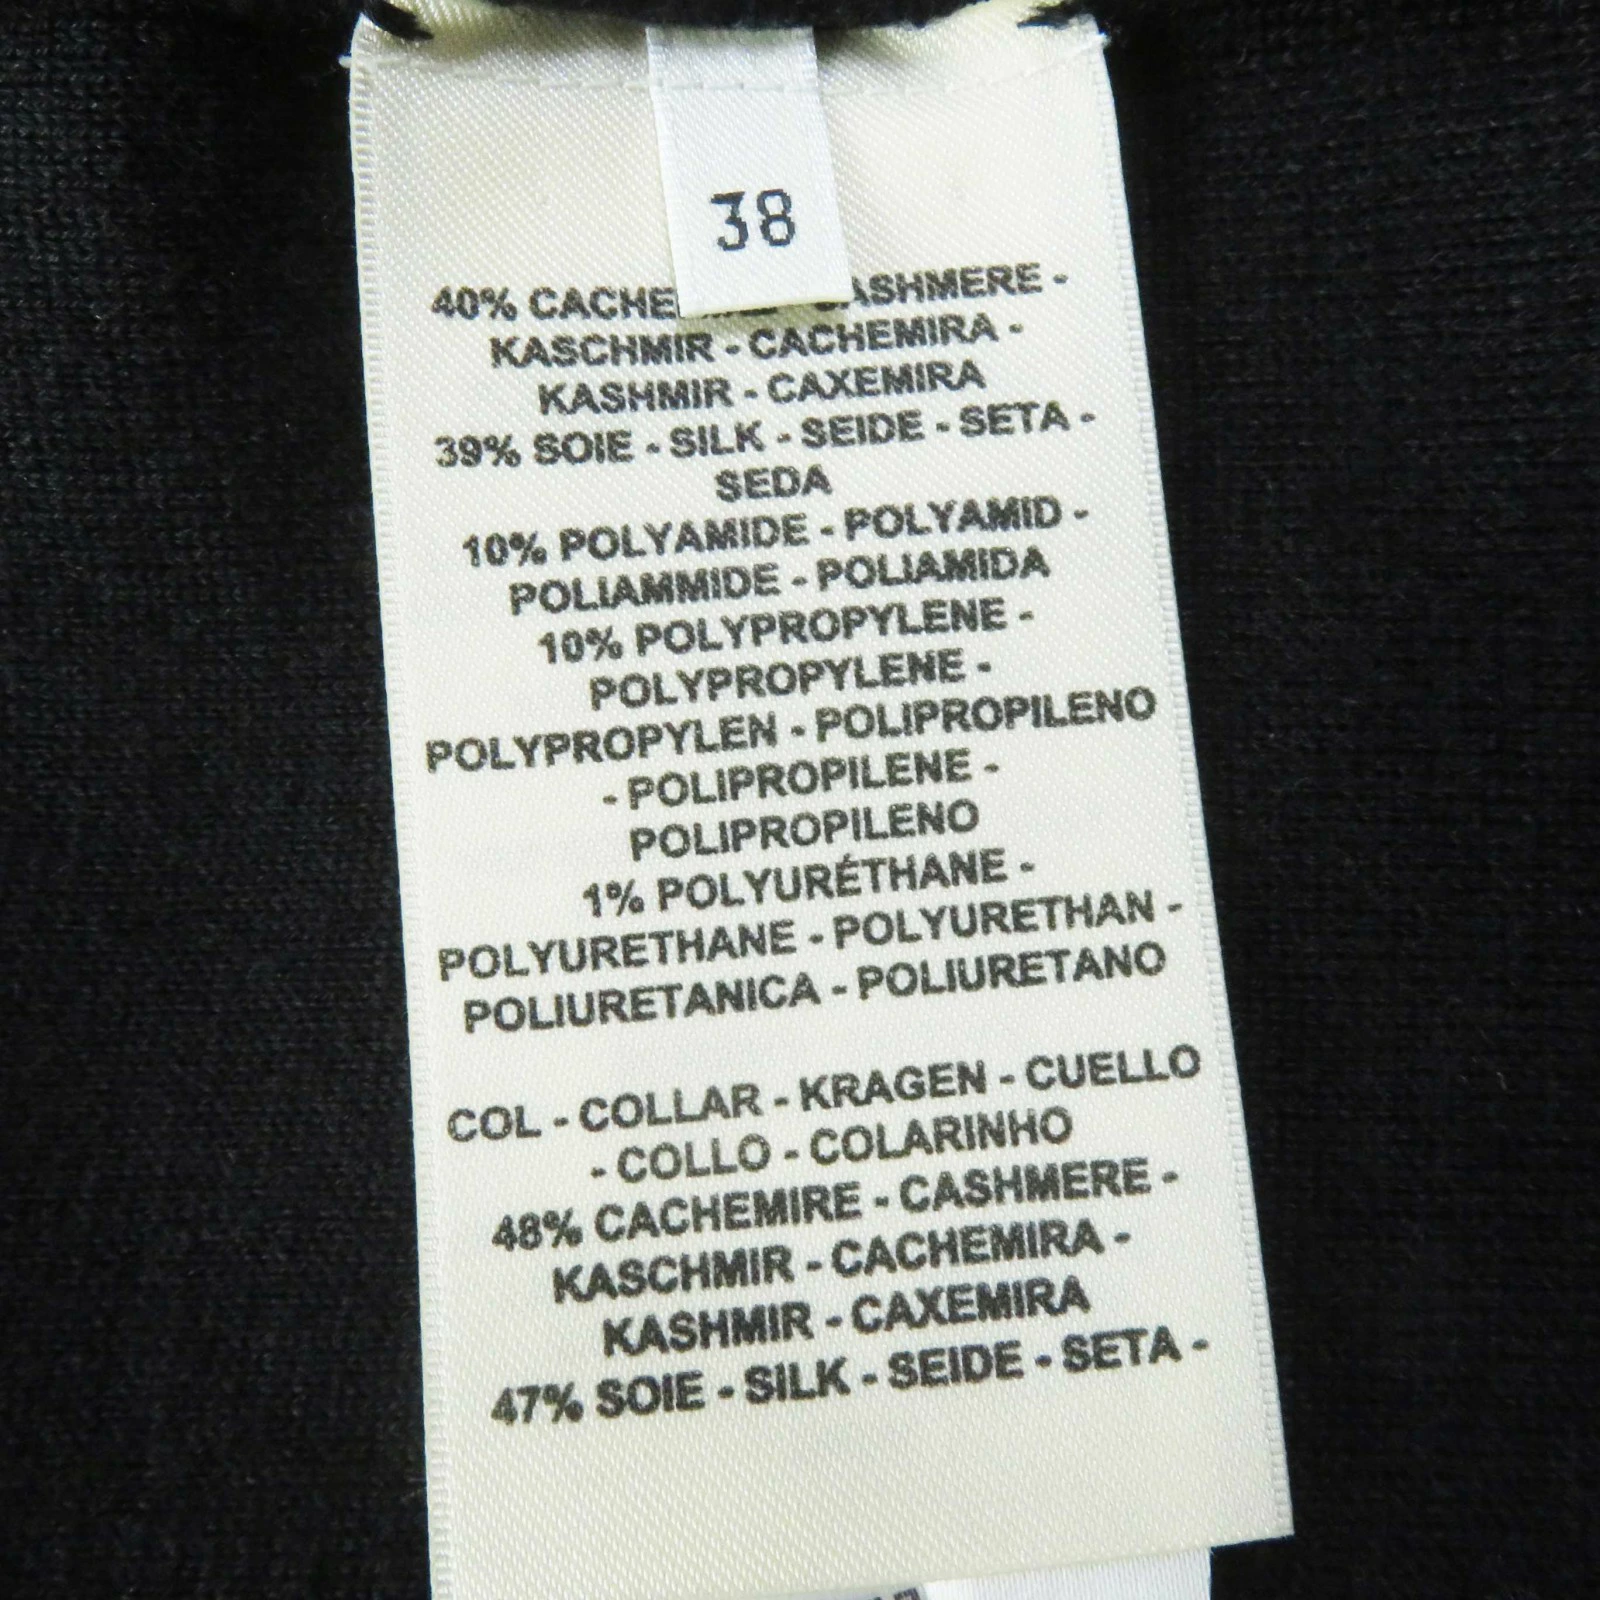 38
40% CACHE ASHMERE -
KASCHMIR - CACHEMIRA -
KASHMIR - CAXEMIRA
39% SOIE - SILK - SEIDE - SETA -
SEDA
10% POLYAMIDE - POLYAMID -
POLIAMMIDE - POLIAMIDA
10% POLYPROPYLENE -
POLYPROPYLENE -
POLYPROPYLEN - POLIPROPILENO
- POLIPROPILENE -
POLIPROPILENO
1% POLYURÉTHANE -
POLYURETHANE - POLYURETHAN -
POLIURETANICA - POLIURETANO
COL - COLLAR - KRAGEN - CUELLO
- COLLO - COLARINHO
48% CACHEMIRE - CASHMERE -
KASCHMIR - CACHEMIRA -
KASHMIR - CAXEMIRA
47% SOIE - SILK - SEIDE - SETA -